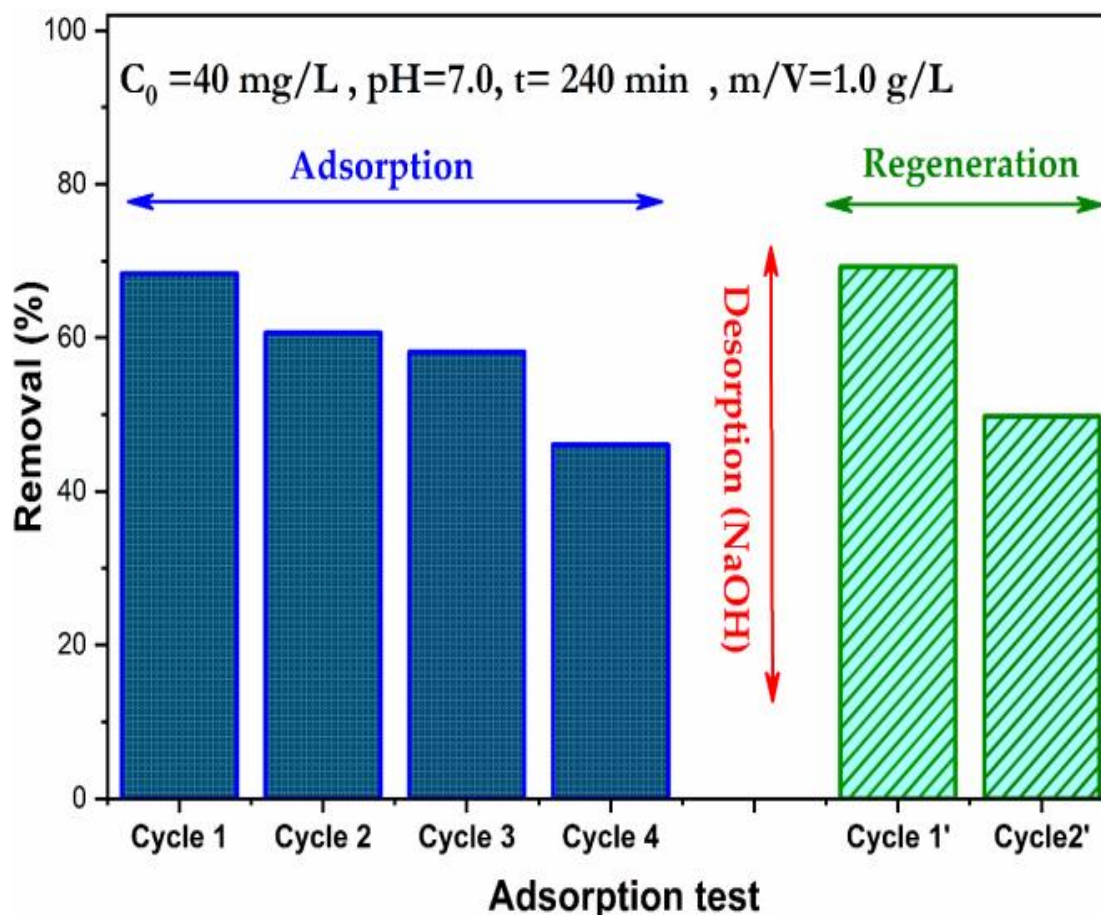 100
80
60
40
20
0
Removal (%)
C₀ =40 mg/L , pH=7.0, t= 240 min , m/V=1.0 g/L
Adsorption
Regeneration
Desorption (NaOH)
Cycle 1
Cycle 2
Cycle 3
Cycle 4
Cycle 1'
Cycle2'
Adsorption test